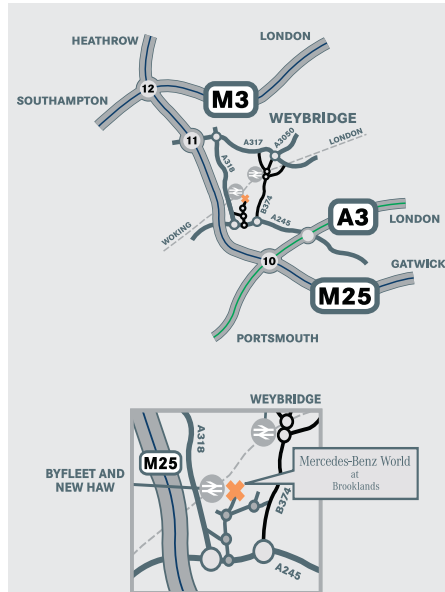 HEATHROW
LONDON
12
M3
SOUTHAMPTON
WEYBRIDGE
11
A317
A3050
LONDON
A318
B374
A245
WOKING
A3
LONDON
10
GATWICK
M25
PORTSMOUTH
WEYBRIDGE
A318
M25
Mercedes-Benz World
at
Brooklands
BYFLEET AND
NEW HAW
B374
A245